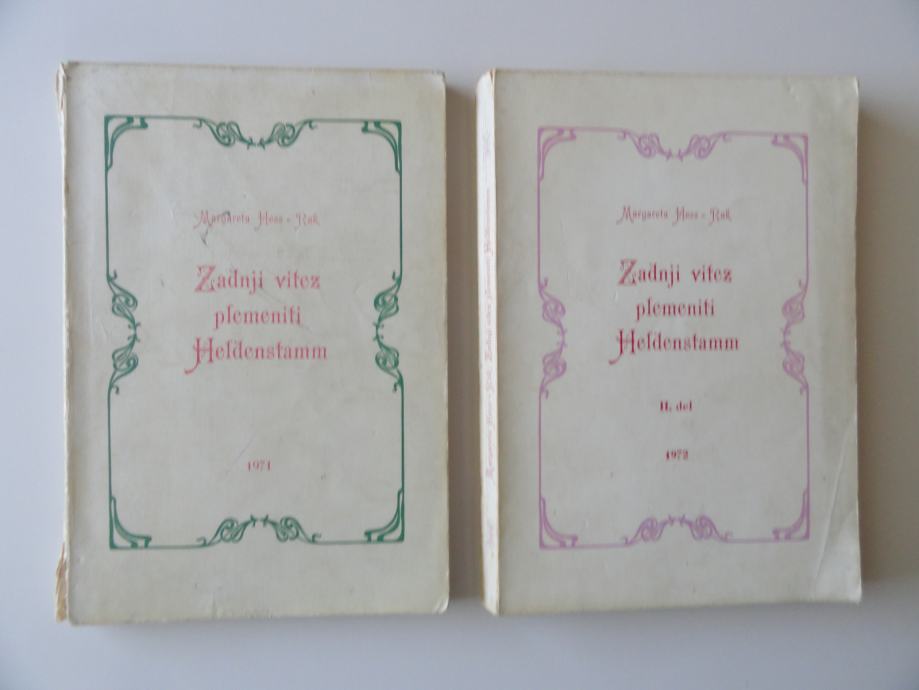 Margareta Hess - Rak
Zadnji vitez
plemeniti
Heldenstamm
1971
Margareta Hess - Rak
Zadnji vitez
plemeniti
Heldenstamm
II. del
1972